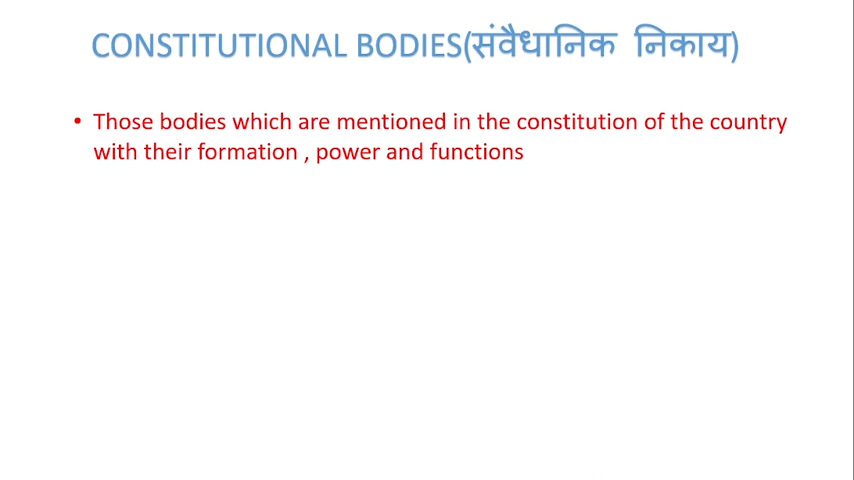 CONSTITUTIONAL BODIES(संवैधानिक निकाय)
• Those bodies which are mentioned in the constitution of the country
with their formation , power and functions